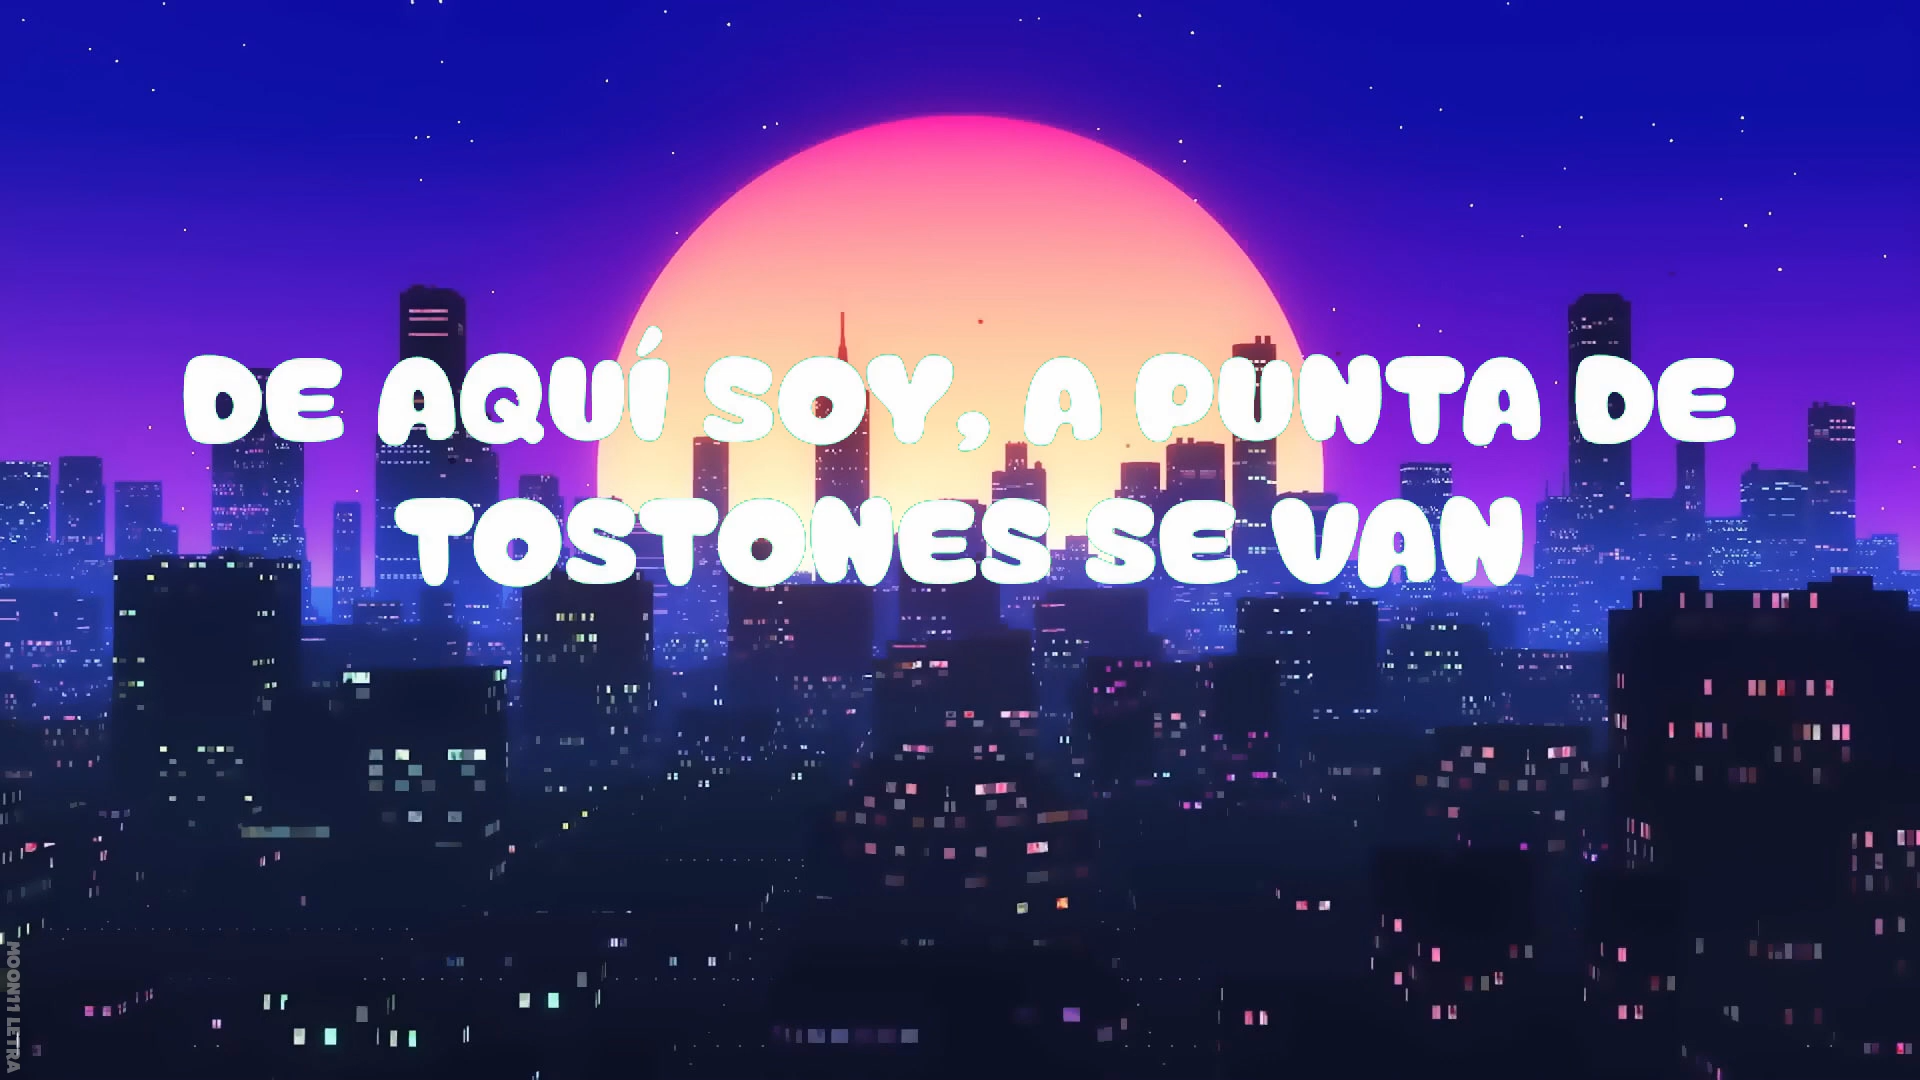 DE AQUÍ SOY, A PUNTA DE
TOSTONES SE VAN
MOON11 LETRA